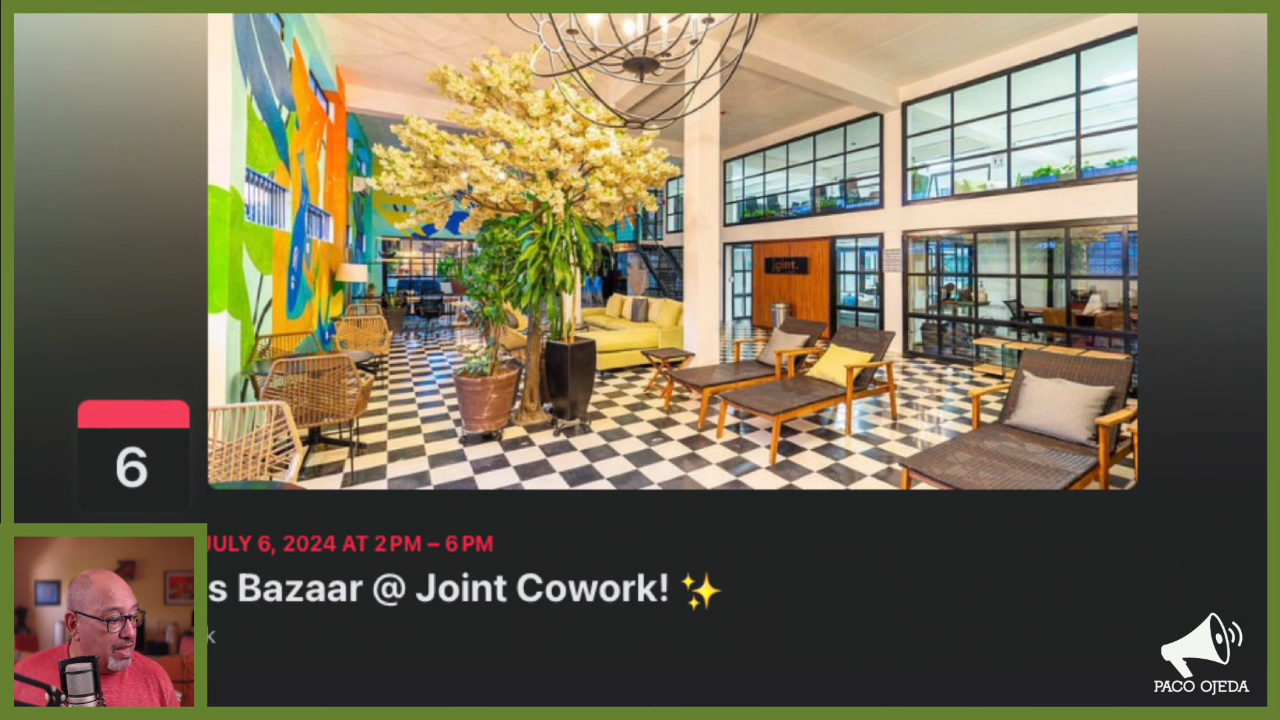 joint.
6
JULY 6, 2024 AT 2 PM – 6 PM
s Bazaar @ Joint Cowork! ✨
k
PACO OJEDA